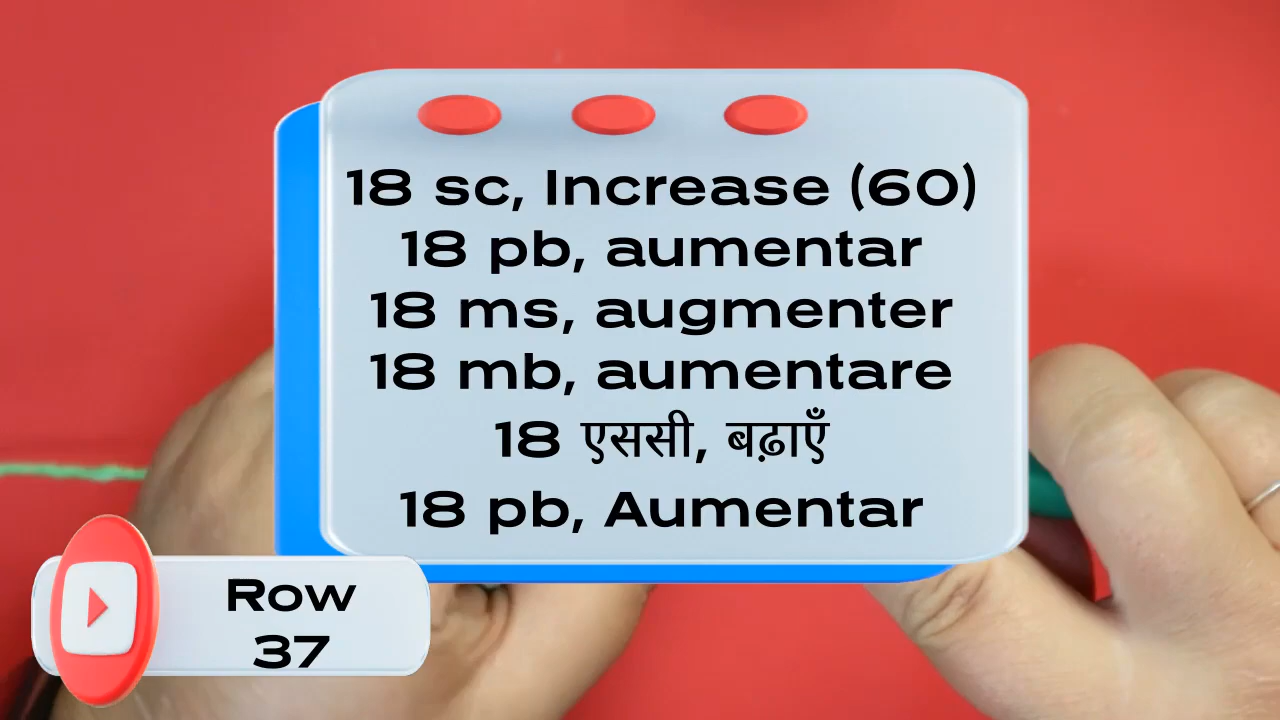 18 sc, Increase (60)
18 pb, aumentar
18 ms, augmenter
18 mb, aumentare
18 एससी, बढ़ाएँ
18 pb, Aumentar
Row
37